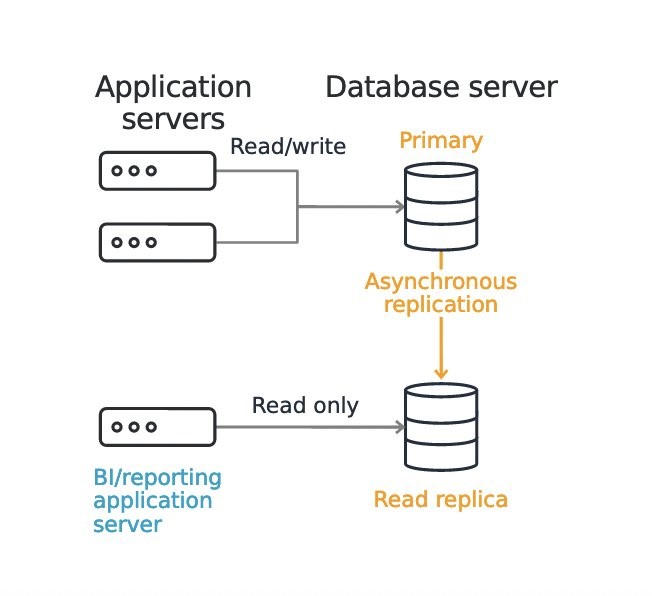 Application
servers
Database server
Read/write
Primary
Asynchronous
replication
Read only
BI/reporting
application
server
Read replica